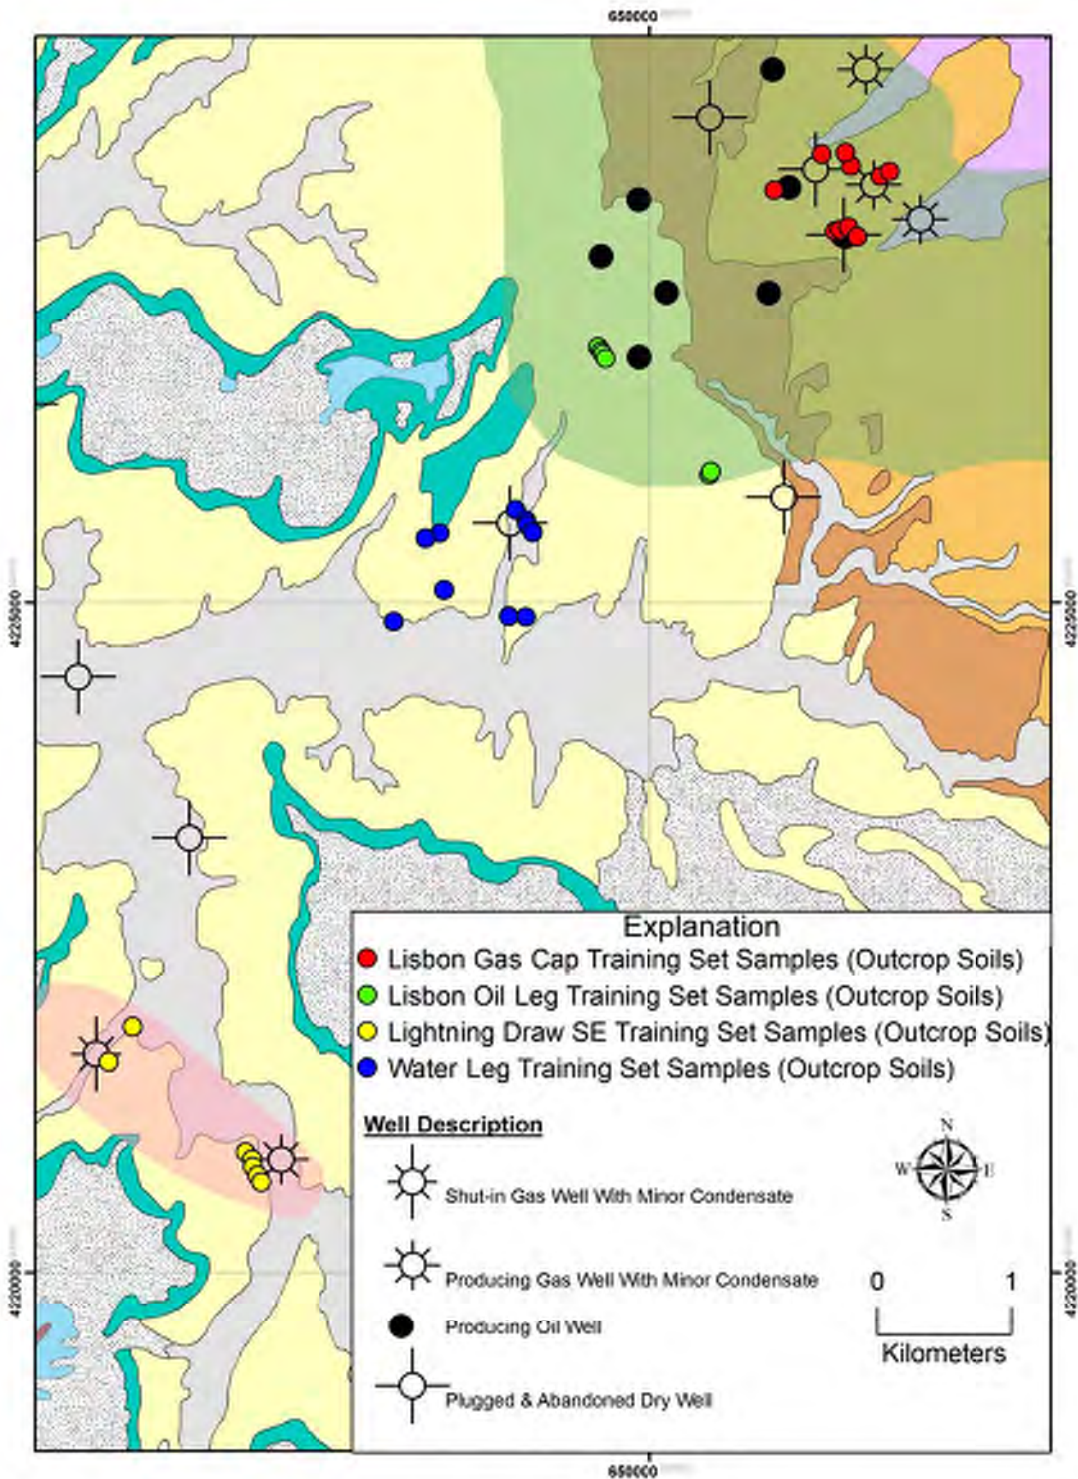 650000
4225000
4225000
Explanation
Lisbon Gas Cap Training Set Samples (Outcrop Soils)
Lisbon Oil Leg Training Set Samples (Outcrop Soils)
Lightning Draw SE Training Set Samples (Outcrop Soils)
Water Leg Training Set Samples (Outcrop Soils)
Well Description
N
W E
S
Shut-in Gas Well With Minor Condensate
Producing Gas Well With Minor Condensate
0 1
Kilometers
Producing Oil Well
Plugged & Abandoned Dry Well
4220000
4220000
650000